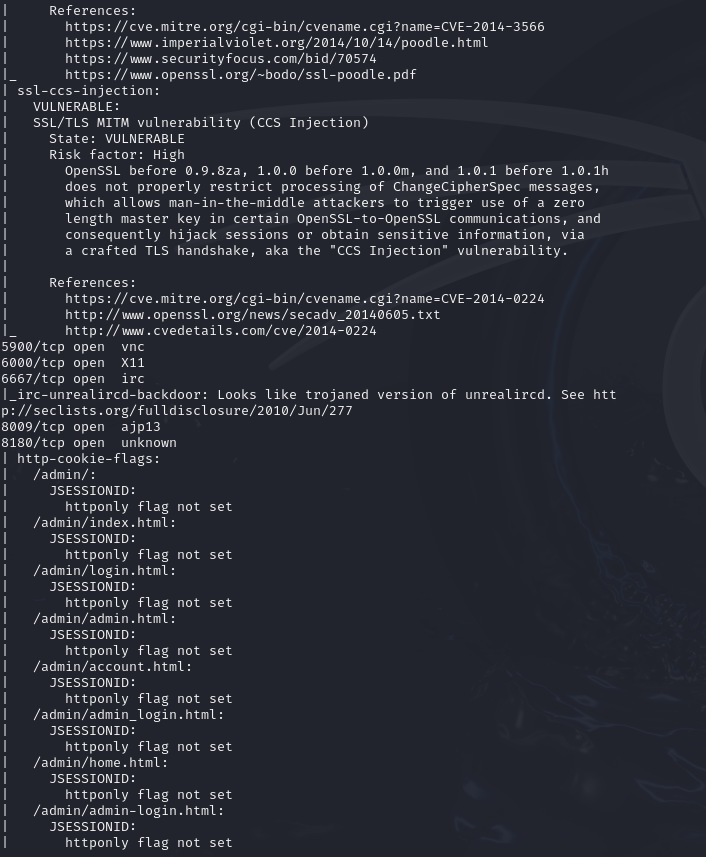 |     References:
|       https://cve.mitre.org/cgi-bin/cvename.cgi?name=CVE-2014-3566
|       https://www.imperialviolet.org/2014/10/14/poodle.html
|       https://www.securityfocus.com/bid/70574
|_      https://www.openssl.org/~bodo/ssl-poodle.pdf
| ssl-ccs-injection:
|   VULNERABLE:
|   SSL/TLS MITM vulnerability (CCS Injection)
|     State: VULNERABLE
|     Risk factor: High
|       OpenSSL before 0.9.8za, 1.0.0 before 1.0.0m, and 1.0.1 before 1.0.1h
|       does not properly restrict processing of ChangeCipherSpec messages,
|       which allows man-in-the-middle attackers to trigger use of a zero
|       length master key in certain OpenSSL-to-OpenSSL communications, and
|       consequently hijack sessions or obtain sensitive information, via
|       a crafted TLS handshake, aka the "CCS Injection" vulnerability.
|
|     References:
|       https://cve.mitre.org/cgi-bin/cvename.cgi?name=CVE-2014-0224
|       http://www.openssl.org/news/secadv_20140605.txt
|_      http://www.cvedetails.com/cve/2014-0224
5900/tcp open  vnc
6000/tcp open  X11
6667/tcp open  irc
|_irc-unrealircd-backdoor: Looks like trojaned version of unrealircd. See htt
p://seclists.org/fulldisclosure/2010/Jun/277
8009/tcp open  ajp13
8180/tcp open  unknown
| http-cookie-flags:
|   /admin/:
|     JSESSIONID:
|       httponly flag not set
|   /admin/index.html:
|     JSESSIONID:
|       httponly flag not set
|   /admin/login.html:
|     JSESSIONID:
|       httponly flag not set
|   /admin/admin.html:
|     JSESSIONID:
|       httponly flag not set
|   /admin/account.html:
|     JSESSIONID:
|       httponly flag not set
|   /admin/admin_login.html:
|     JSESSIONID:
|       httponly flag not set
|   /admin/home.html:
|     JSESSIONID:
|       httponly flag not set
|   /admin/admin-login.html:
|     JSESSIONID:
|       httponly flag not set